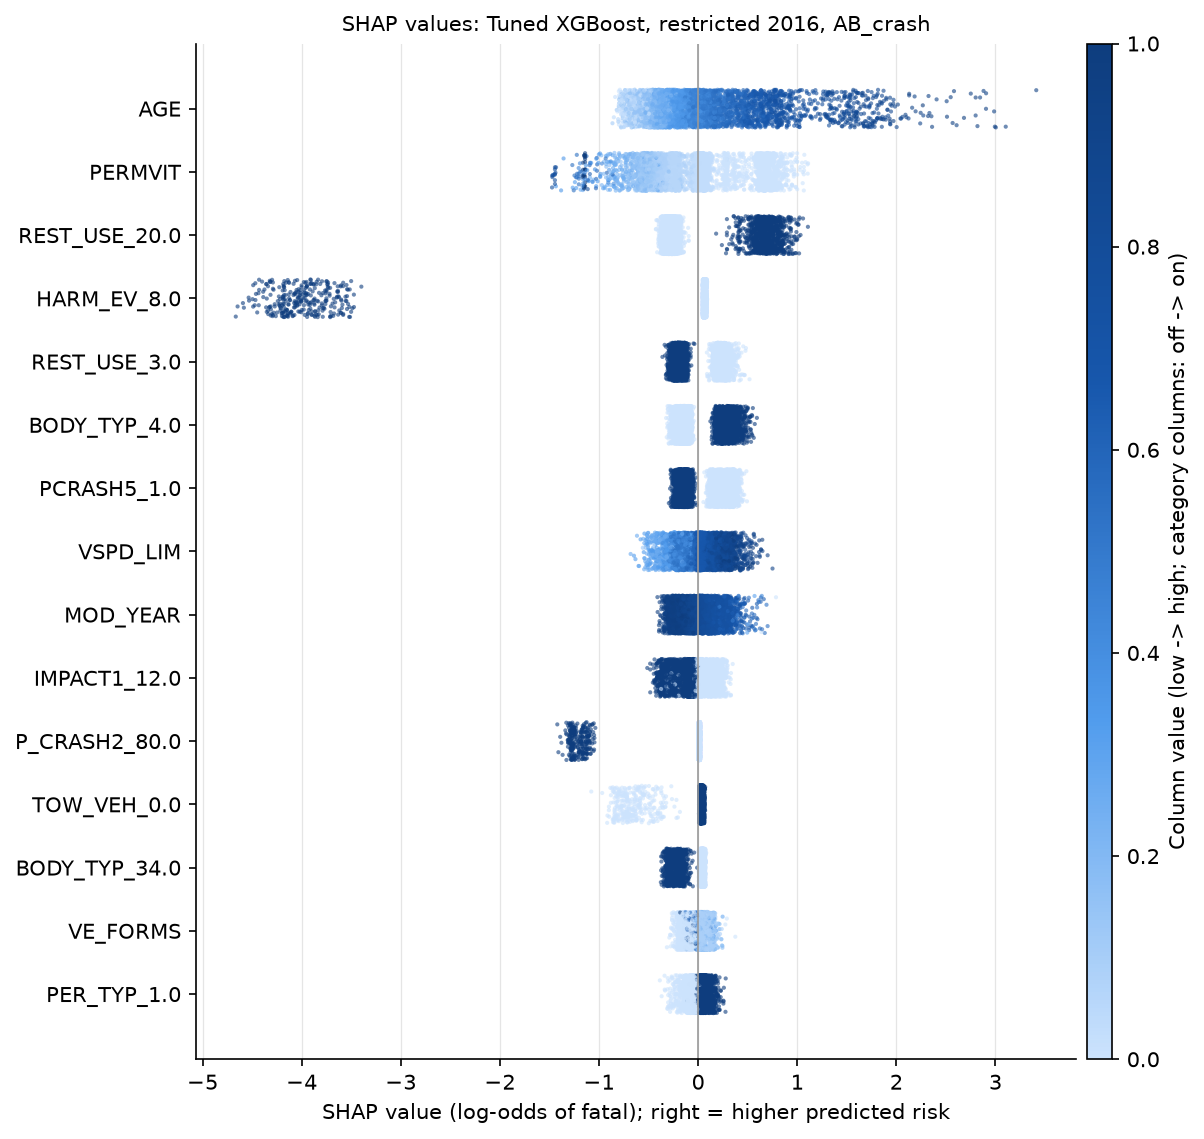 SHAP values: Tuned XGBoost, restricted 2016, AB_crash
AGE
PERMVIT
REST_USE_20.0
HARM_EV_8.0
REST_USE_3.0
BODY_TYP_4.0
PCRASH5_1.0
VSPD_LIM
MOD_YEAR
IMPACT1_12.0
P_CRASH2_80.0
TOW_VEH_0.0
BODY_TYP_34.0
VE_FORMS
PER_TYP_1.0
−5 −4 −3 −2 −1 0 1 2 3
SHAP value (log-odds of fatal); right = higher predicted risk
1.0
0.8
0.6
0.4
0.2
0.0
Column value (low -> high; category columns: off -> on)